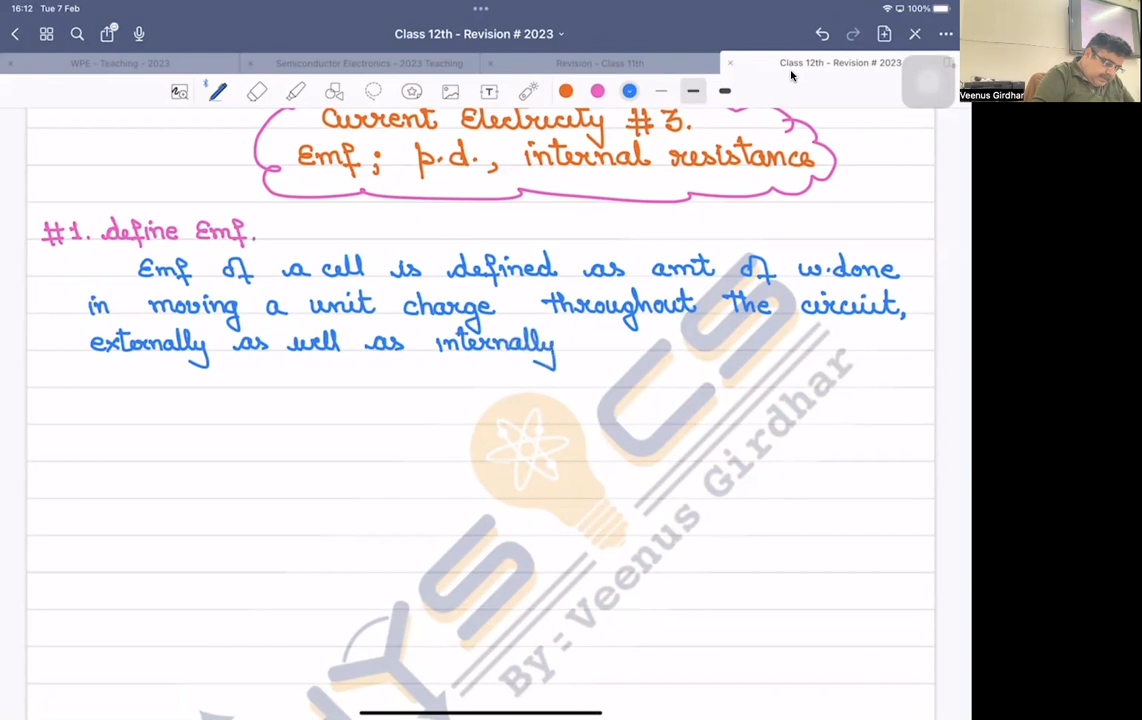 16:12 Tue 7 Feb
100%
Class 12th - Revision # 2023
WPE - Teaching - 2023
Semiconductor Electronics - 2023 Teaching
Revision - Class 11th
Class 12th - Revision # 2023
Veenus Girdhar
Current Electricity # 3.
Emf ; p.d., internal resistance
#1. define Emf.
Emf of a cell is defined as amt of w.done
in moving a unit charge throughout the circuit,
externally as well as internally
HYSICS
By : Veenus Girdhar